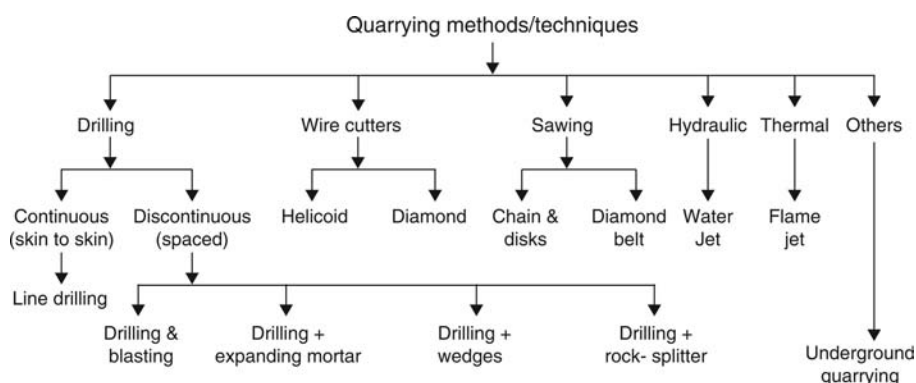 Quarrying methods/techniques
Drilling
Wire cutters
Sawing
Hydraulic
Thermal
Others
Continuous
(skin to skin)
Discontinuous
(spaced)
Helicoid
Diamond
Chain &
disks
Diamond
belt
Water
Jet
Flame
jet
Line drilling
Drilling &
blasting
Drilling +
expanding mortar
Drilling +
wedges
Drilling +
rock- splitter
Underground
quarrying